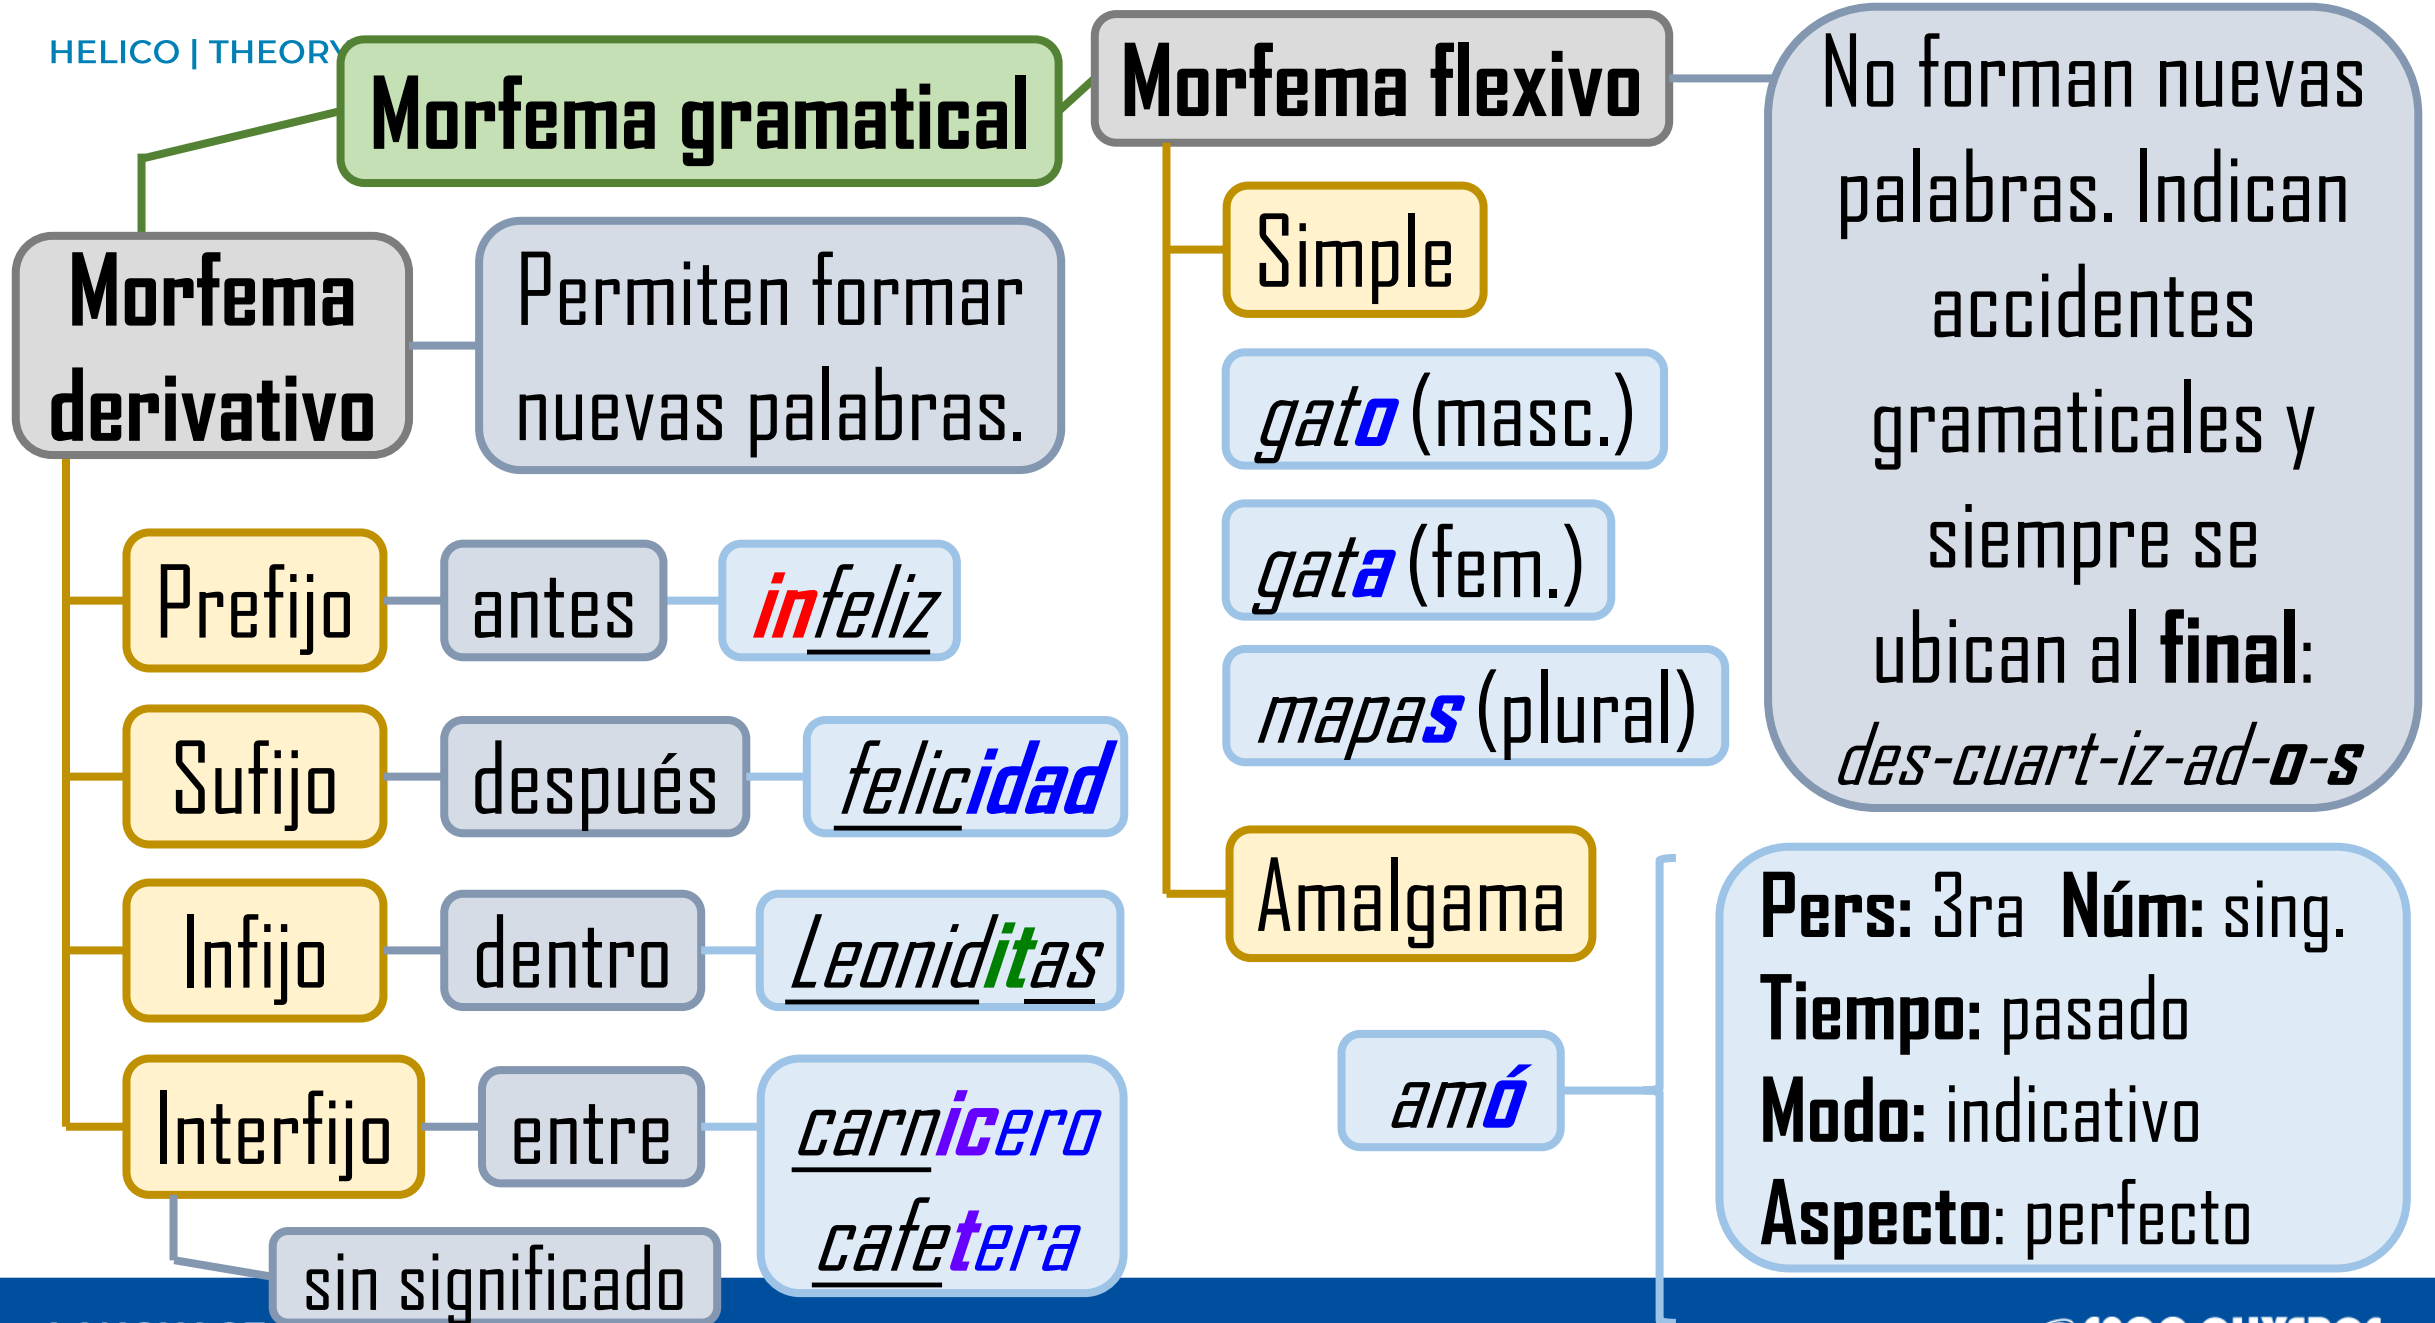 HELICO | THEORY
Morfema gramatical
Morfema
derivativo
Permiten formar
nuevas palabras.
Prefijo
antes
infeliz
Sufijo
después
felicidad
Infijo
dentro
Leoniditas
Interfijo
entre
carnicero
cafetera
sin significado
Morfema flexivo
No forman nuevas
palabras. Indican
accidentes
gramaticales y
siempre se
ubican al final:
des-cuart-iz-ad-o-s
Simple
gato (masc.)
gata (fem.)
mapas (plural)
Amalgama
amó
Pers: 3ra Núm: sing.
Tiempo: pasado
Modo: indicativo
Aspecto: perfecto